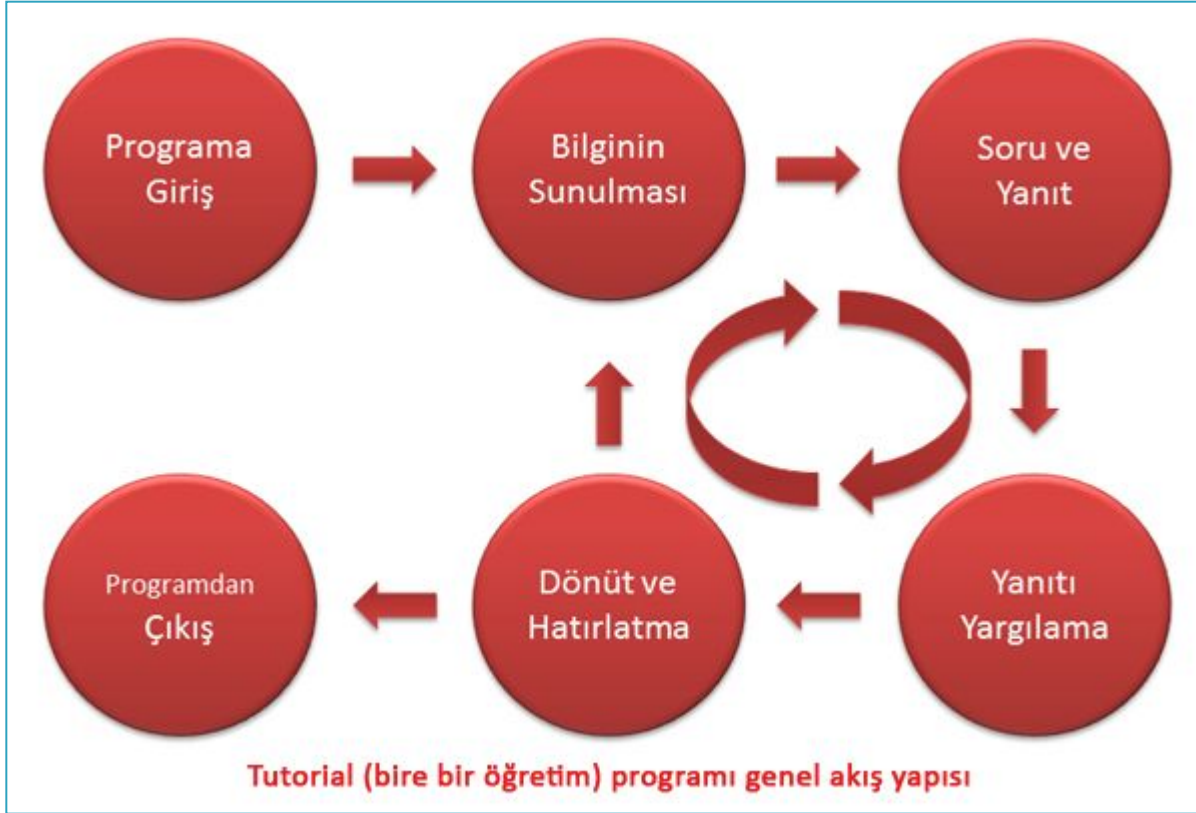 Programa
Giriş
Bilginin
Sunulması
Soru ve
Yanıt
Programdan
Çıkış
Dönüt ve
Hatırlatma
Yanıtı
Yargılama
Tutorial (bire bir öğretim) programı genel akış yapısı